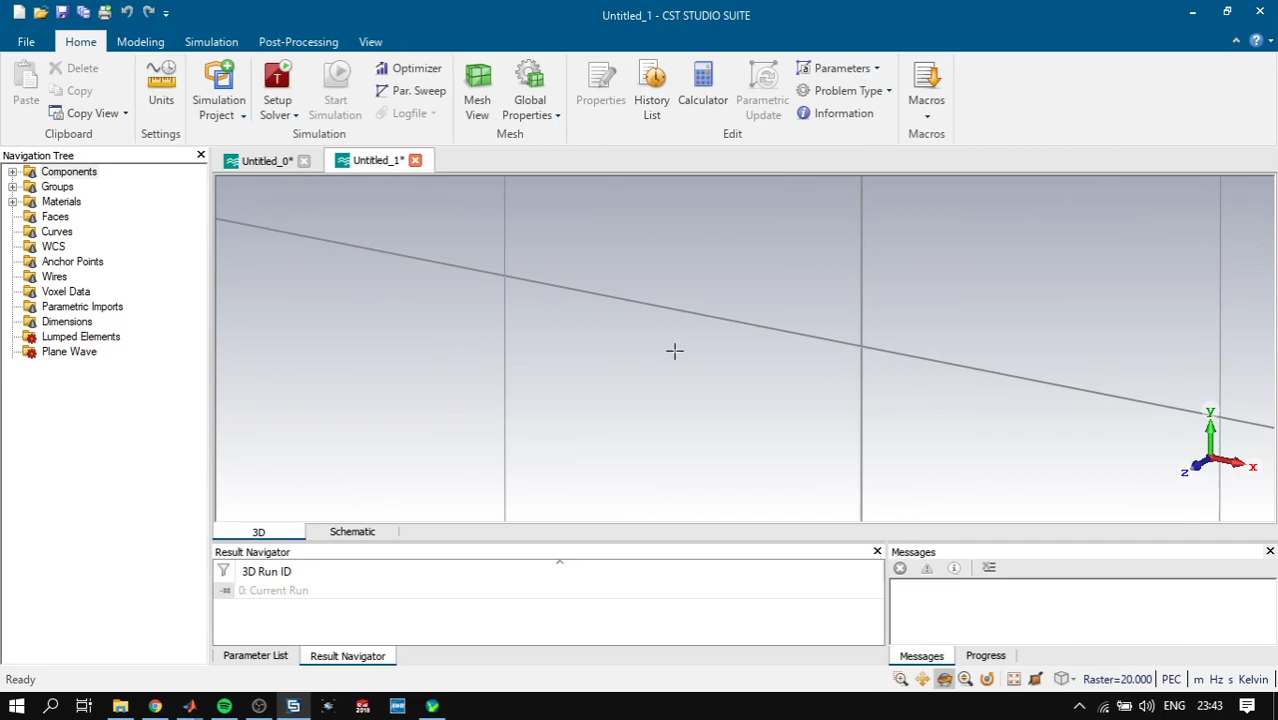 Untitled_1 - CST STUDIO SUITE
File Home Modeling Simulation Post-Processing View
Paste Delete Copy Copy View Clipboard
Units Settings
Simulation Project Setup Solver Start Simulation Optimizer Par. Sweep Logfile Simulation
Mesh View Global Properties Mesh
Properties History List Calculator Parametric Update Parameters Problem Type Information Edit
Macros Macros
Navigation Tree
Untitled_0* Untitled_1*
Components
Groups
Materials
Faces
Curves
WCS
Anchor Points
Wires
Voxel Data
Parametric Imports
Dimensions
Lumped Elements
Plane Wave
y
x
z
3D Schematic
Result Navigator
3D Run ID
0: Current Run
Parameter List Result Navigator
Messages
Messages Progress
Ready
Raster=20.000 PEC m Hz s Kelvin
ENG 23:43